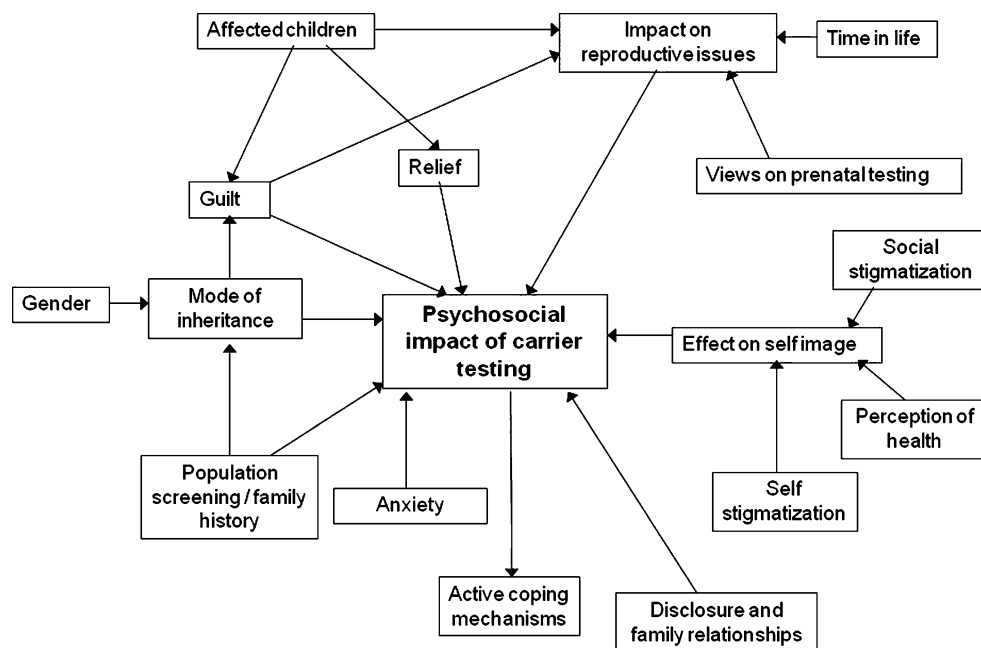 Affected children
Impact on
reproductive issues
Time in life
Relief
Views on prenatal testing
Guilt
Social
stigmatization
Gender
Mode of
inheritance
Psychosocial
impact of carrier
testing
Effect on self image
Perception of
health
Population
screening / family
history
Anxiety
Self
stigmatization
Active coping
mechanisms
Disclosure and
family relationships